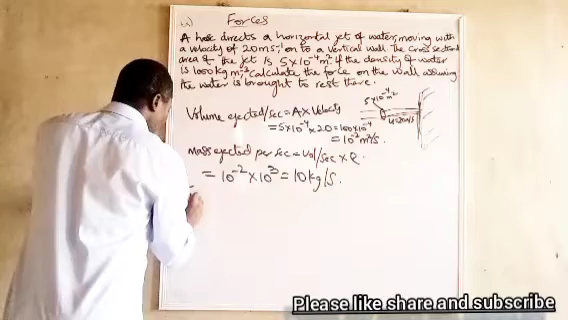 Forces
A hose directs a horizontal jet of water, moving with
a velocity of 20ms⁻¹ on to a vertical wall. The cross section
area of the jet is 5×10⁻⁴m². If the density of water
is 1000kgm⁻³ calculate the force on the wall assuming
the water is brought to rest there.
5×10⁻⁴m²
u=20m/s
Volume ejected/sec = A × Velocity
= 5×10⁻⁴ × 20 = 100×10⁻⁴
= 10⁻² m³/s.
mass ejected per sec = Vol/sec × ρ.
= 10⁻² × 10³ = 10kg/s.
Please like share and subscribe